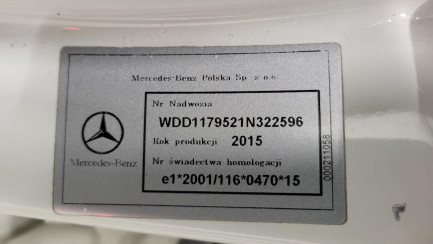 Mercedes-Benz Polska Sp. z o.o.
Nr Nadwozia
WDD1179521N322596
Rok produkcji 2015
Nr świadectwa homologacji
e1*2001/116*0470*15
Mercedes-Benz
000211056